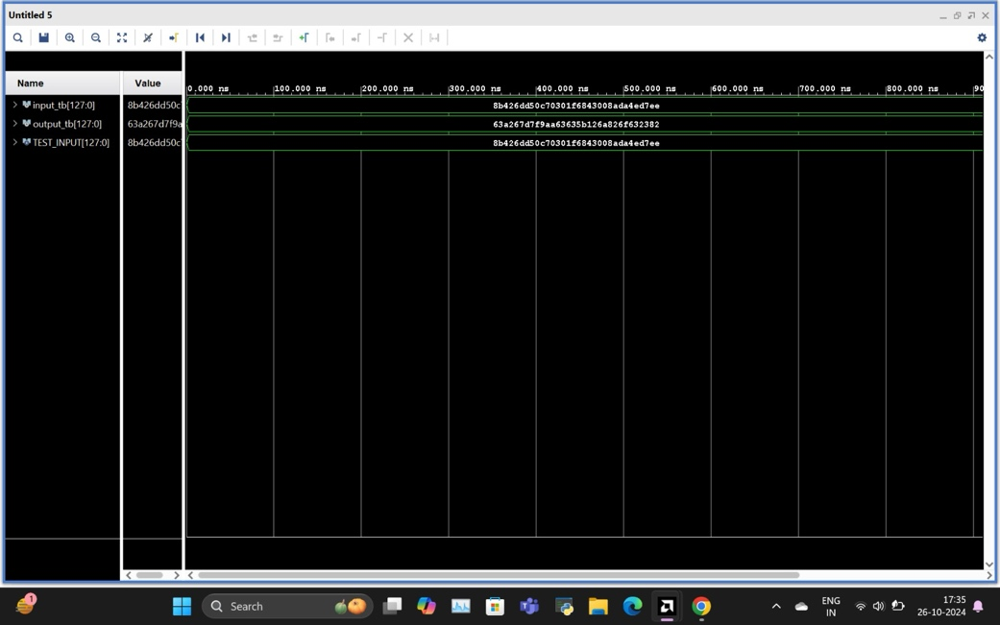 Untitled 5
Name Value
0.000 ns 100.000 ns 200.000 ns 300.000 ns 400.000 ns 500.000 ns 600.000 ns 700.000 ns 800.000 ns 90
input_tb[127:0] 8b426dd50c 8b426dd50c70301f6843008ada4ed7ee
output_tb[127:0] 63a267d7f9a 63a267d7f9aa63635b126a826f632382
TEST_INPUT[127:0] 8b426dd50c 8b426dd50c70301f6843008ada4ed7ee
1
Search
ENG
IN
17:35
26-10-2024